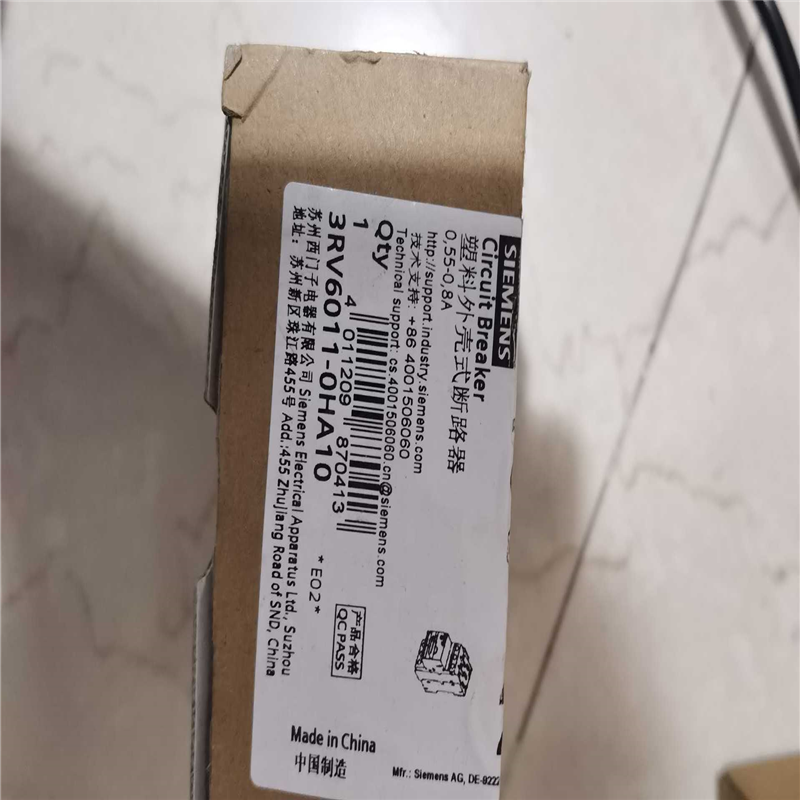 SIEMENS
Circuit Breaker
塑料外壳式断路器
0,55-0,8A
http://support.industry.siemens.com
技术支持: +86 4001506060
Technical support: cs.4001506060.cn@siemens.com
Qty
1
4 011209 870413
3RV6011-0HA10
*E02*
苏州西门子电器有限公司 Siemens Electrical Apparatus Ltd., Suzhou
地址: 苏州新区珠江路455号 Add.:455 Zhujiang Road of SND, China
产品合格
QC PASS
Made in China
中国制造
Mfr.: Siemens AG, DE-9222